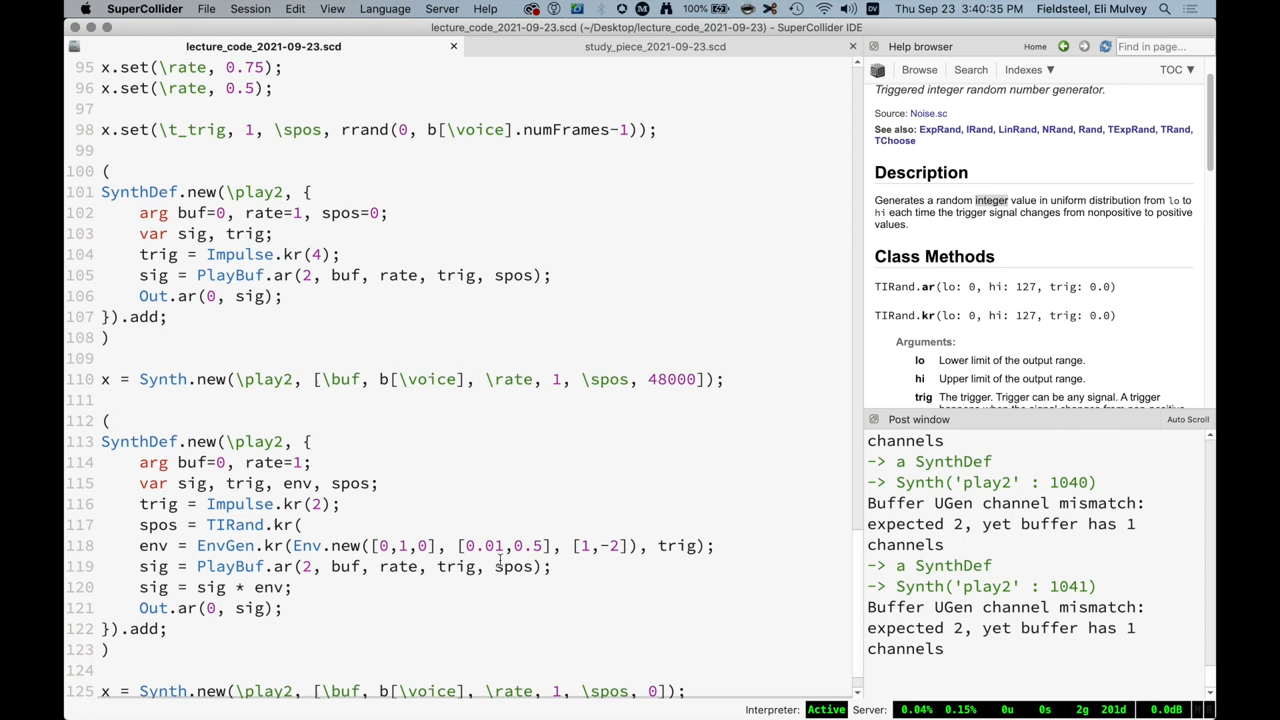 SuperCollider File Edit View Language Server Help 100% Thu Sep 23 3:40:35 PM Fieldsteel, Eli Mulvey
lecture_code_2021-09-23.scd (~/Desktop/lecture_code_2021-09-23) - SuperCollider IDE
lecture_code_2021-09-23.scd
study_piece_2021-09-23.scd
95 x.set(\rate, 0.75);
96 x.set(\rate, 0.5);
97
98 x.set(\t_trig, 1, \spos, rrand(0, b[\voice].numFrames-1));
99
100 (
101 SynthDef.new(\play2, {
102 arg buf=0, rate=1, spos=0;
103 var sig, trig;
104 trig = Impulse.kr(4);
105 sig = PlayBuf.ar(2, buf, rate, trig, spos);
106 Out.ar(0, sig);
107 }).add;
108 )
109
110 x = Synth.new(\play2, [\buf, b[\voice], \rate, 1, \spos, 48000]);
111
112 (
113 SynthDef.new(\play2, {
114 arg buf=0, rate=1;
115 var sig, trig, env, spos;
116 trig = Impulse.kr(2);
117 spos = TIRand.kr(
118 env = EnvGen.kr(Env.new([0,1,0], [0.01,0.5], [1,-2]), trig);
119 sig = PlayBuf.ar(2, buf, rate, trig, spos);
120 sig = sig * env;
121 Out.ar(0, sig);
122 }).add;
123 )
124
125 x = Synth.new(\play2, [\buf, b[\voice], \rate, 1, \spos, 0]);
Help browser Home Find in page...
Browse Search Indexes ▼ TOC ▼
Triggered integer random number generator.
Source: Noise.sc
See also: ExpRand, IRand, LinRand, NRand, Rand, TExpRand, TRand,
TChoose
Description
Generates a random integer value in uniform distribution from lo to
hi each time the trigger signal changes from nonpositive to positive
values.
Class Methods
TIRand.ar(lo: 0, hi: 127, trig: 0.0)
TIRand.kr(lo: 0, hi: 127, trig: 0.0)
Arguments:
lo Lower limit of the output range.
hi Upper limit of the output range.
trig The trigger. Trigger can be any signal. A trigger
happens when the signal changes from non-positive
Post window Auto Scroll
channels
-> a SynthDef
-> Synth('play2' : 1040)
Buffer UGen channel mismatch:
expected 2, yet buffer has 1
channels
-> a SynthDef
-> Synth('play2' : 1041)
Buffer UGen channel mismatch:
expected 2, yet buffer has 1
channels
Interpreter: Active Server: 0.04% 0.15% 0u 0s 2g 201d 0.0dB M R